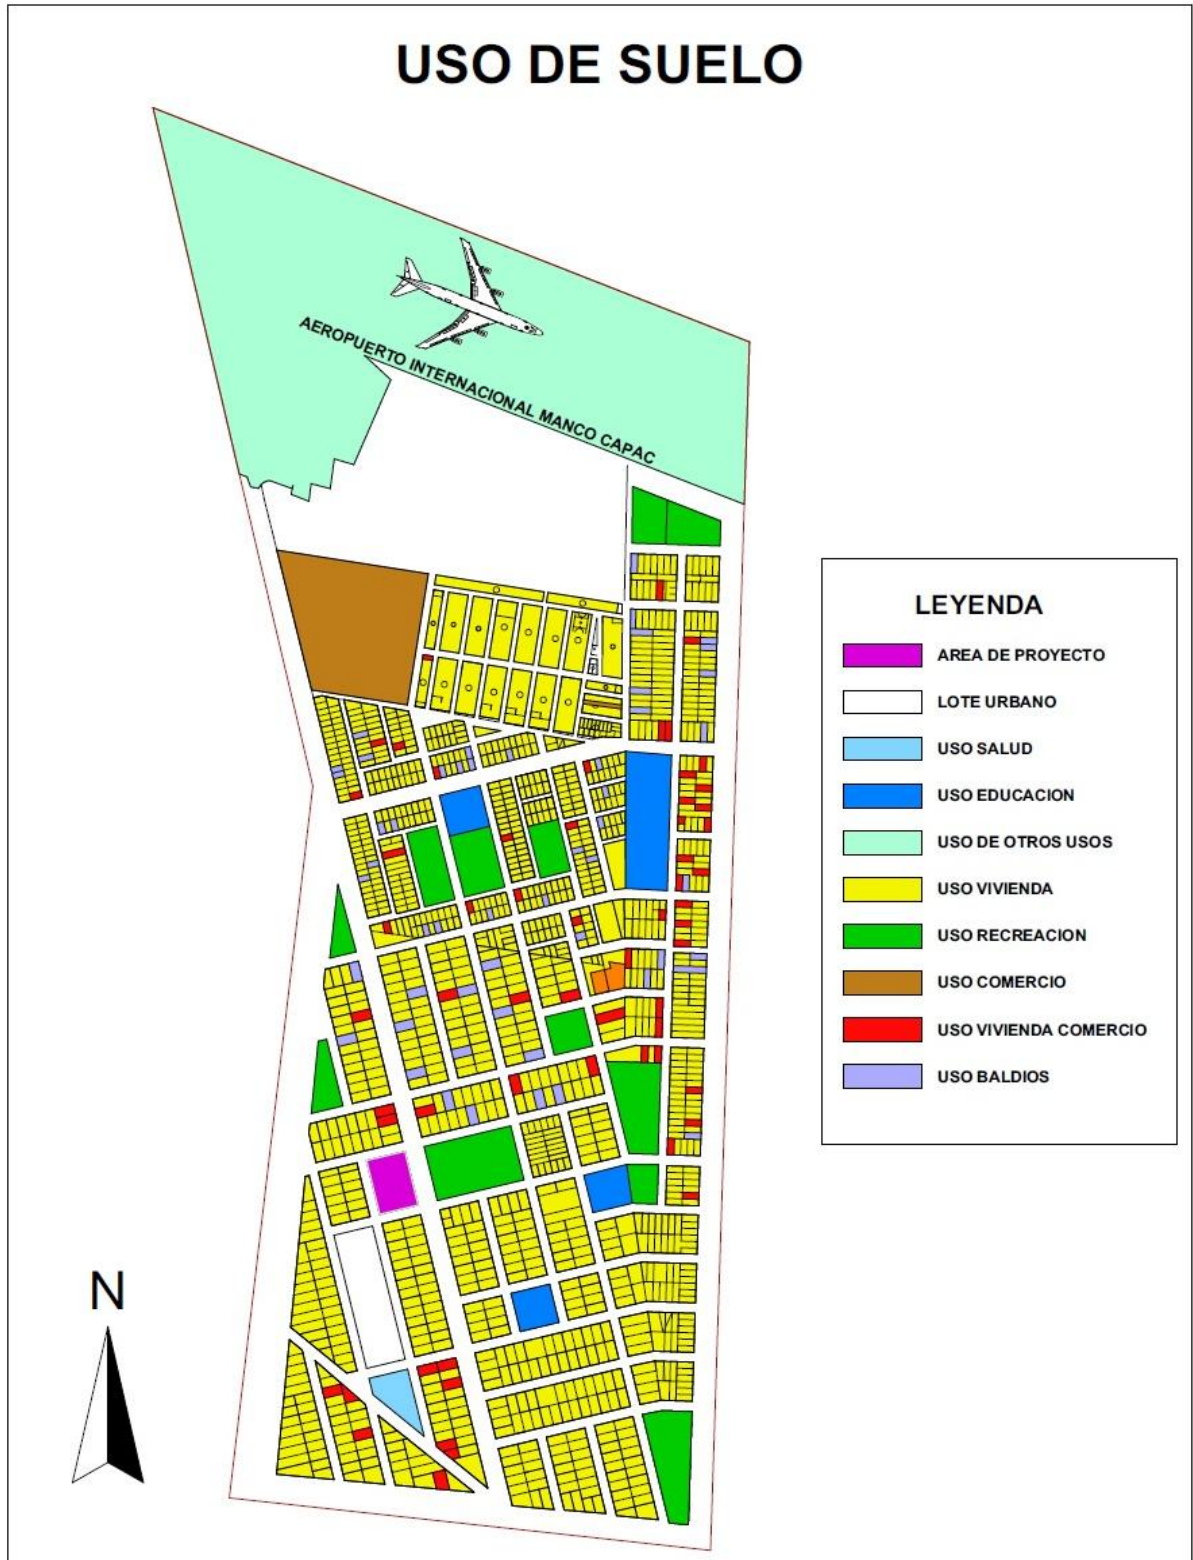 USO DE SUELO
AEROPUERTO INTERNACIONAL MANCO CAPAC
LEYENDA
AREA DE PROYECTO
LOTE URBANO
USO SALUD
USO EDUCACION
USO DE OTROS USOS
USO VIVIENDA
USO RECREACION
USO COMERCIO
USO VIVIENDA COMERCIO
USO BALDIOS
N